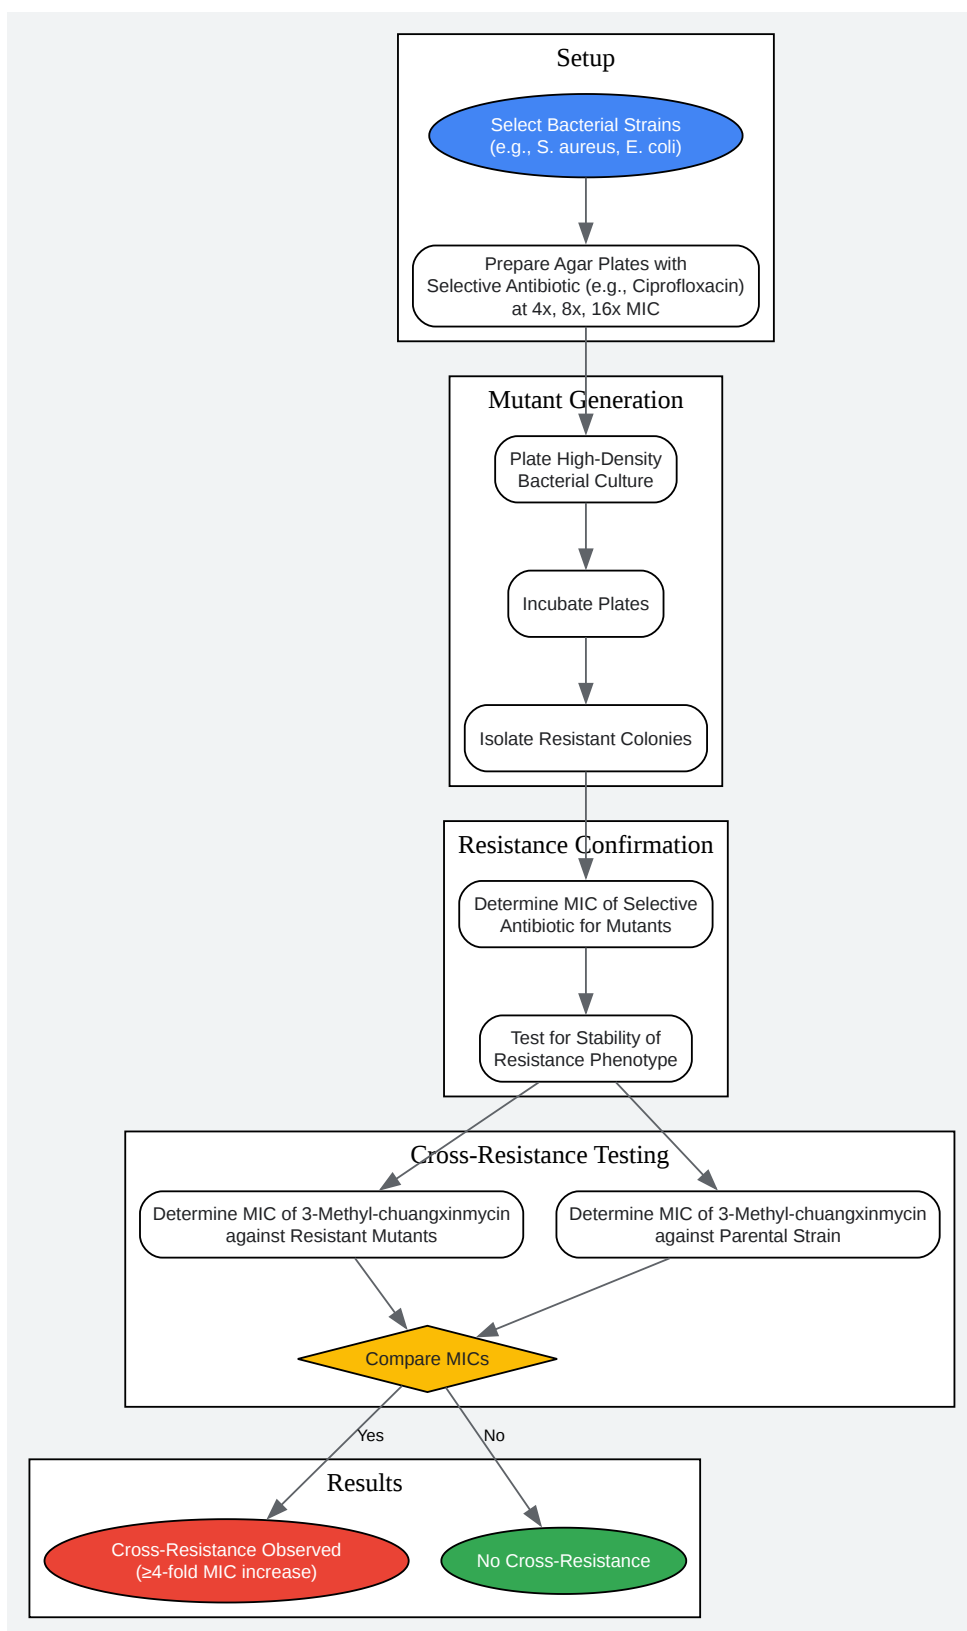 Setup
Select Bacterial Strains
(e.g., S. aureus, E. coli)
Prepare Agar Plates with
Selective Antibiotic (e.g., Ciprofloxacin)
at 4x, 8x, 16x MIC
Mutant Generation
Plate High-Density
Bacterial Culture
Incubate Plates
Isolate Resistant Colonies
Resistance Confirmation
Determine MIC of Selective
Antibiotic for Mutants
Test for Stability of
Resistance Phenotype
Cross-Resistance Testing
Determine MIC of 3-Methyl-chuangxinmycin
against Resistant Mutants
Determine MIC of 3-Methyl-chuangxinmycin
against Parental Strain
Compare MICs
Yes
No
Results
Cross-Resistance Observed
(≥4-fold MIC increase)
No Cross-Resistance